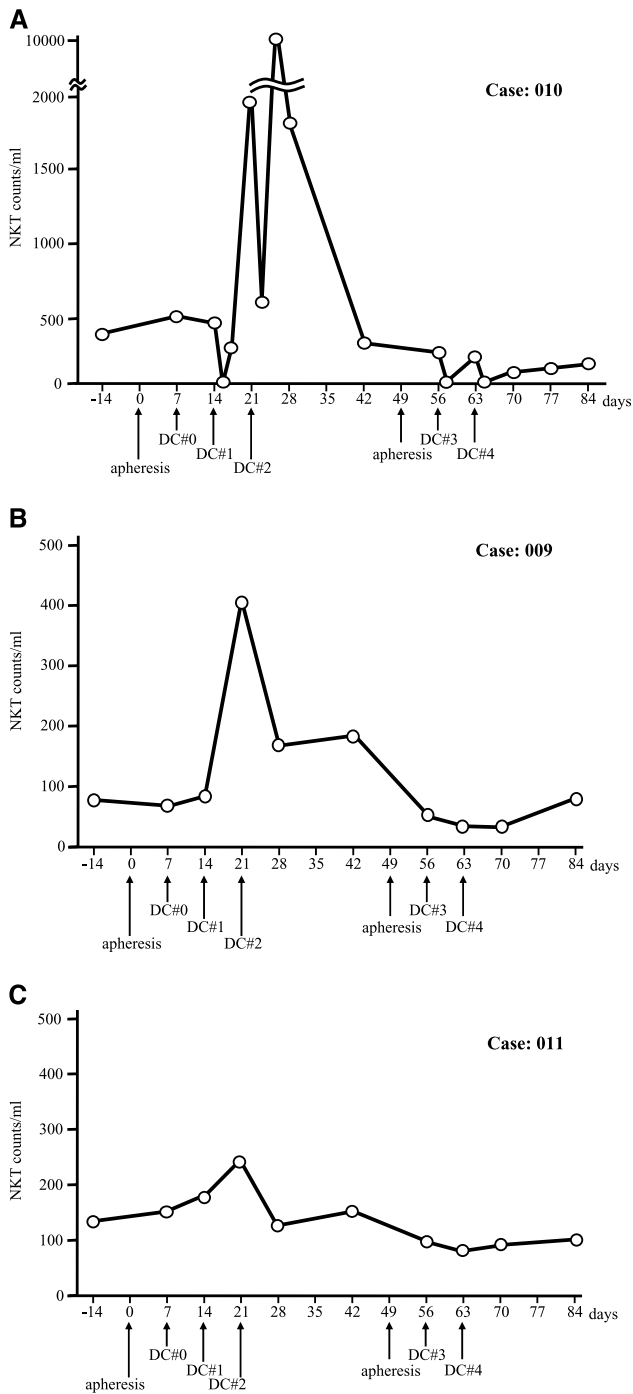 A
10000
2000
Case: 010
1500
1000
500
0
NKT counts/ml
-14 0 7 14 21 28 35 42 49 56 63 70 77 84 days
DC#0 DC#3
apheresis DC#1 DC#2 apheresis DC#4
B
500
Case: 009
400
300
200
100
0
NKT counts/ml
-14 0 7 14 21 28 35 42 49 56 63 70 77 84 days
DC#0 DC#3
DC#1 apheresis DC#4
apheresis DC#2
C
500
Case: 011
400
300
200
100
0
NKT counts/ml
-14 0 7 14 21 28 35 42 49 56 63 70 77 84 days
DC#0 DC#3
DC#1 apheresis DC#4
apheresis DC#2